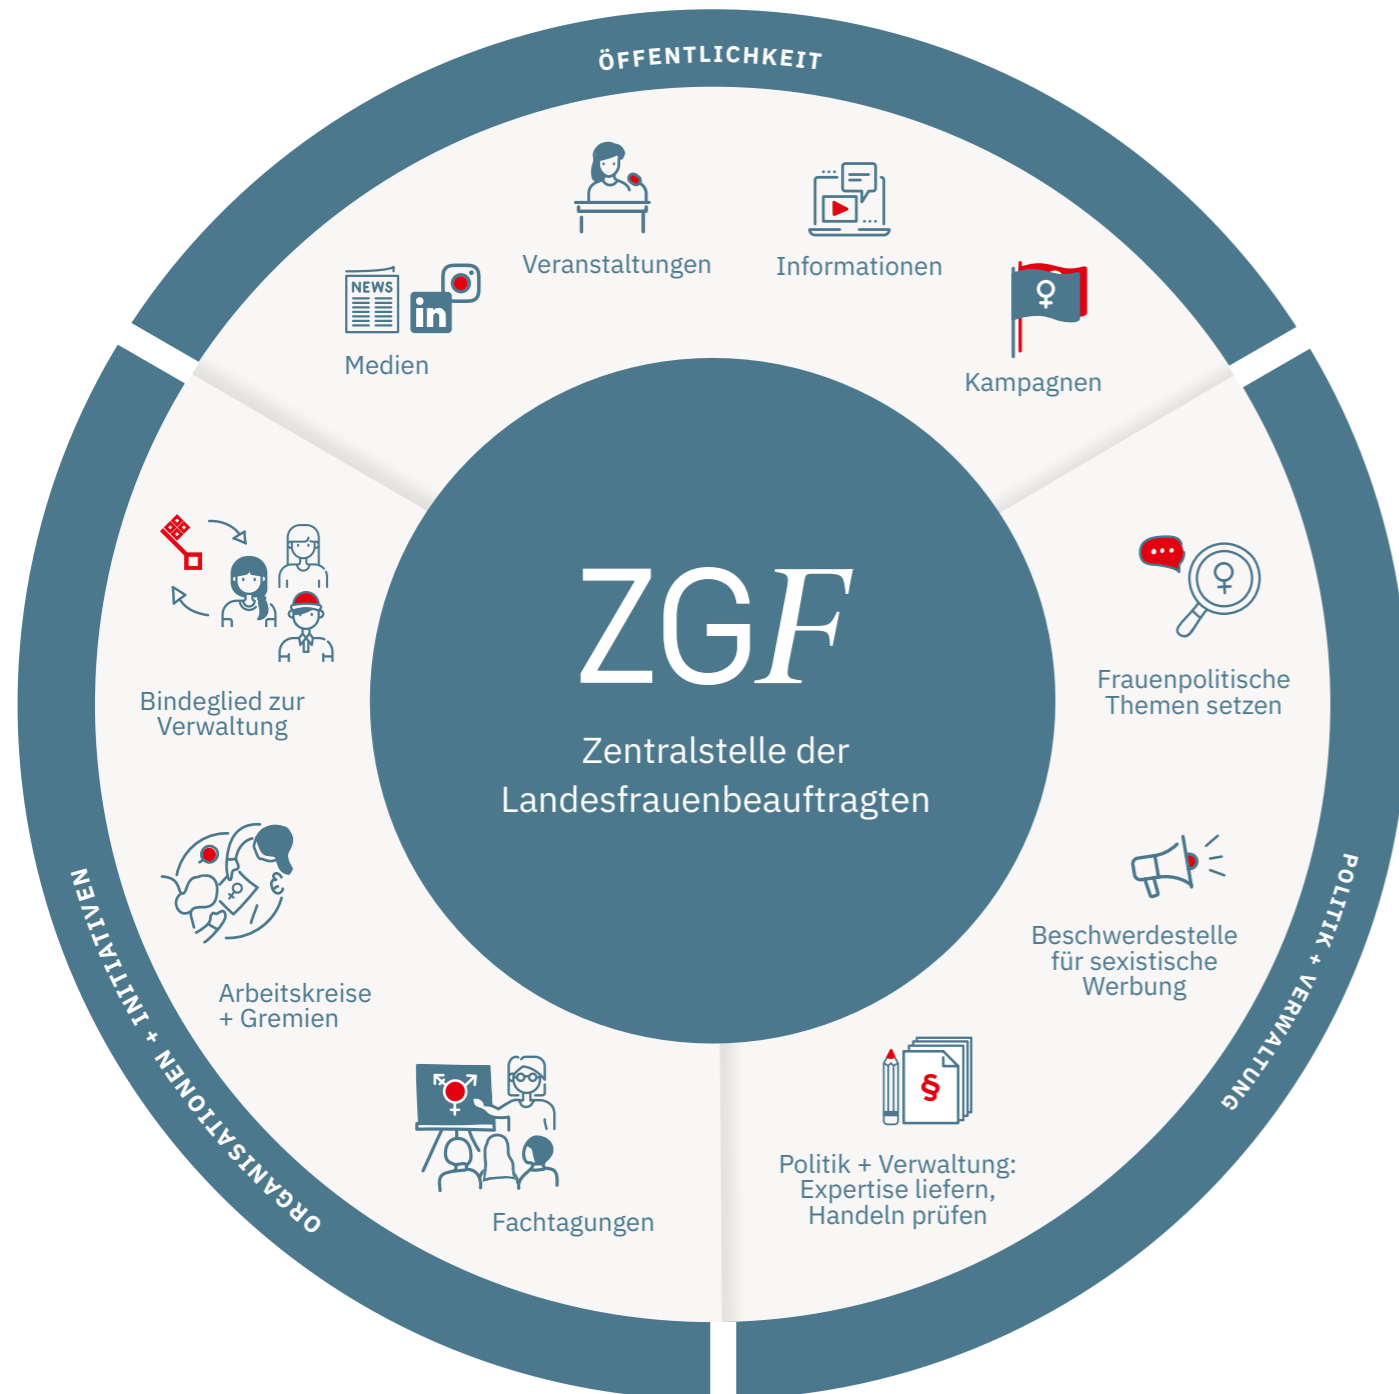 ÖFFENTLICHKEIT
Veranstaltungen
Informationen
NEWS
in
Medien
Kampagnen
Bindeglied zur
Verwaltung
ZGF
Zentralstelle der
Landesfrauenbeauftragten
Frauenpolitische
Themen setzen
Beschwerdestelle
für sexistische
Werbung
POLITIK + VERWALTUNG
€
Arbeitskreise
+ Gremien
ORGANISATIONEN + INITIATIVEN
§
Politik + Verwaltung:
Expertise liefern,
Handeln prüfen
Fachtagungen